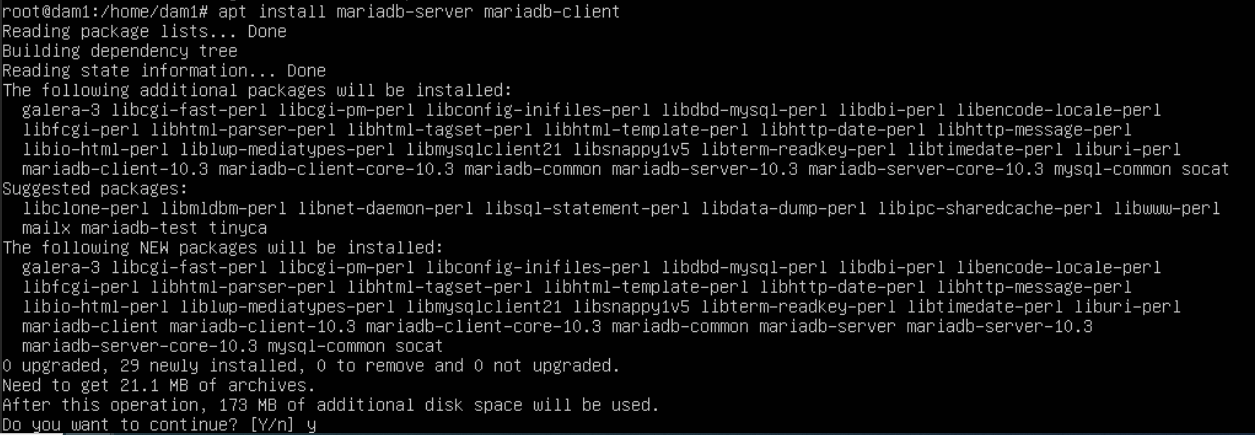 root@dam1:/home/dam1# apt install mariadb-server mariadb-client
Reading package lists... Done
Building dependency tree
Reading state information... Done
The following additional packages will be installed:
  galera-3 libcgi-fast-perl libcgi-pm-perl libconfig-inifiles-perl libdbd-mysql-perl libdbi-perl libencode-locale-perl
  libfcgi-perl libhtml-parser-perl libhtml-tagset-perl libhtml-template-perl libhttp-date-perl libhttp-message-perl
  libio-html-perl liblwp-mediatypes-perl libmysqlclient21 libsnappy1v5 libterm-readkey-perl libtimedate-perl liburi-perl
  mariadb-client-10.3 mariadb-client-core-10.3 mariadb-common mariadb-server-10.3 mariadb-server-core-10.3 mysql-common socat
Suggested packages:
  libclone-perl libmldbm-perl libnet-daemon-perl libsql-statement-perl libdata-dump-perl libipc-sharedcache-perl libwww-perl
  mailx mariadb-test tinyca
The following NEW packages will be installed:
  galera-3 libcgi-fast-perl libcgi-pm-perl libconfig-inifiles-perl libdbd-mysql-perl libdbi-perl libencode-locale-perl
  libfcgi-perl libhtml-parser-perl libhtml-tagset-perl libhtml-template-perl libhttp-date-perl libhttp-message-perl
  libio-html-perl liblwp-mediatypes-perl libmysqlclient21 libsnappy1v5 libterm-readkey-perl libtimedate-perl liburi-perl
  mariadb-client mariadb-client-10.3 mariadb-client-core-10.3 mariadb-common mariadb-server mariadb-server-10.3
  mariadb-server-core-10.3 mysql-common socat
0 upgraded, 29 newly installed, 0 to remove and 0 not upgraded.
Need to get 21.1 MB of archives.
After this operation, 173 MB of additional disk space will be used.
Do you want to continue? [Y/n] y